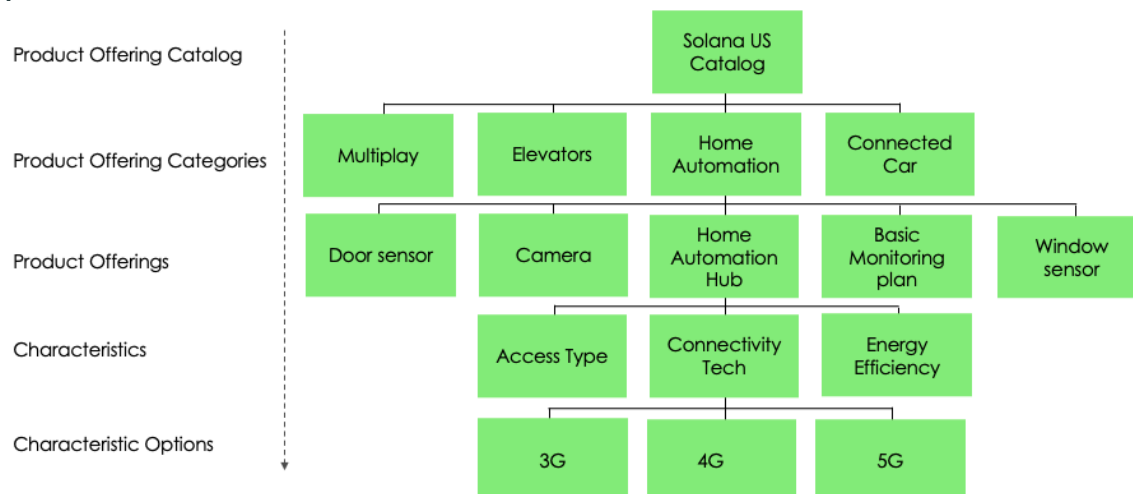 Product Offering Catalog
Solana US
Catalog
Product Offering Categories
Multiplay
Elevators
Home
Automation
Connected
Car
Product Offerings
Door sensor
Camera
Home
Automation
Hub
Basic
Monitoring
plan
Window
sensor
Characteristics
Access Type
Connectivity
Tech
Energy
Efficiency
Characteristic Options
3G
4G
5G